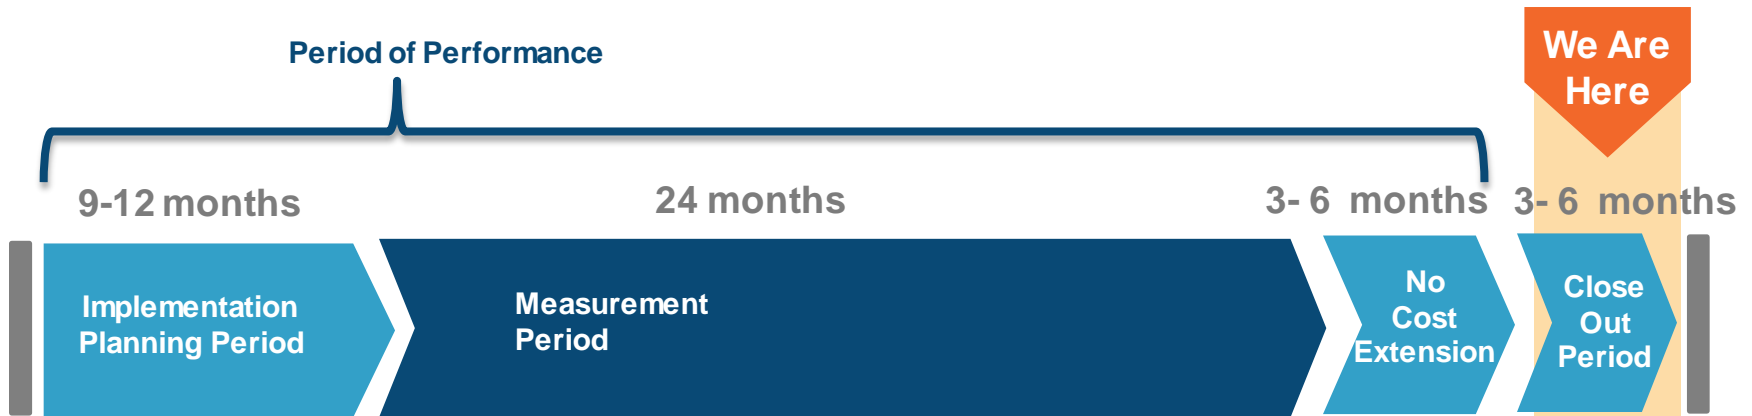 Period of Performance
We Are
Here
9-12 months
24 months
3- 6 months
3- 6 months
Implementation
Planning Period
Measurement
Period
No
Cost
Extension
Close
Out
Period